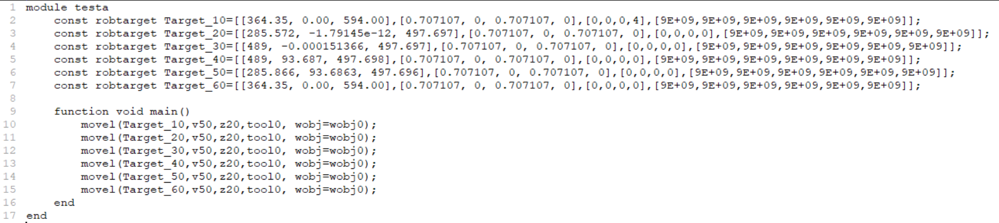 1 module testa
2 const robtarget Target_10=[[364.35, 0.00, 594.00],[0.707107, 0, 0.707107, 0],[0,0,0,4],[9E+09,9E+09,9E+09,9E+09,9E+09,9E+09]];
3 const robtarget Target_20=[[285.572, -1.79145e-12, 497.697],[0.707107, 0, 0.707107, 0],[0,0,0,0],[9E+09,9E+09,9E+09,9E+09,9E+09,9E+09]];
4 const robtarget Target_30=[[489, -0.000151366, 497.697],[0.707107, 0, 0.707107, 0],[0,0,0,0],[9E+09,9E+09,9E+09,9E+09,9E+09,9E+09]];
5 const robtarget Target_40=[[489, 93.687, 497.698],[0.707107, 0, 0.707107, 0],[0,0,0,0],[9E+09,9E+09,9E+09,9E+09,9E+09,9E+09]];
6 const robtarget Target_50=[[285.866, 93.6863, 497.696],[0.707107, 0, 0.707107, 0],[0,0,0,0],[9E+09,9E+09,9E+09,9E+09,9E+09,9E+09]];
7 const robtarget Target_60=[[364.35, 0.00, 594.00],[0.707107, 0, 0.707107, 0],[0,0,0,0],[9E+09,9E+09,9E+09,9E+09,9E+09,9E+09]];
8
9 function void main()
10 movel(Target_10,v50,z20,tool0, wobj=wobj0);
11 movel(Target_20,v50,z20,tool0, wobj=wobj0);
12 movel(Target_30,v50,z20,tool0, wobj=wobj0);
13 movel(Target_40,v50,z20,tool0, wobj=wobj0);
14 movel(Target_50,v50,z20,tool0, wobj=wobj0);
15 movel(Target_60,v50,z20,tool0, wobj=wobj0);
16 end
17 end